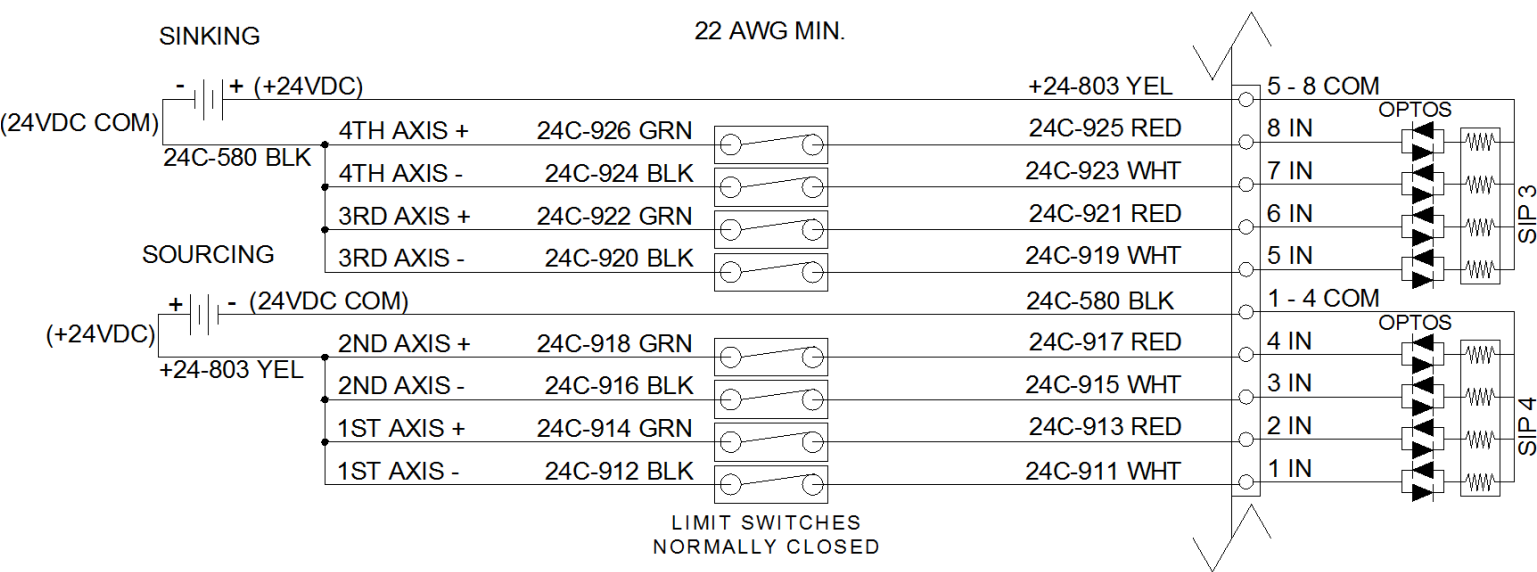 SINKING
22 AWG MIN.
- + (+24VDC)
+24-803 YEL
5 - 8 COM
(24VDC COM)
24C-580 BLK
OPTOS
4TH AXIS + 24C-926 GRN 24C-925 RED 8 IN
4TH AXIS - 24C-924 BLK 24C-923 WHT 7 IN
3RD AXIS + 24C-922 GRN 24C-921 RED 6 IN
3RD AXIS - 24C-920 BLK 24C-919 WHT 5 IN
SIP 3
SOURCING
+ - (24VDC COM)
24C-580 BLK
1 - 4 COM
(+24VDC)
+24-803 YEL
OPTOS
2ND AXIS + 24C-918 GRN 24C-917 RED 4 IN
2ND AXIS - 24C-916 BLK 24C-915 WHT 3 IN
1ST AXIS + 24C-914 GRN 24C-913 RED 2 IN
1ST AXIS - 24C-912 BLK 24C-911 WHT 1 IN
SIP 4
LIMIT SWITCHES
NORMALLY CLOSED